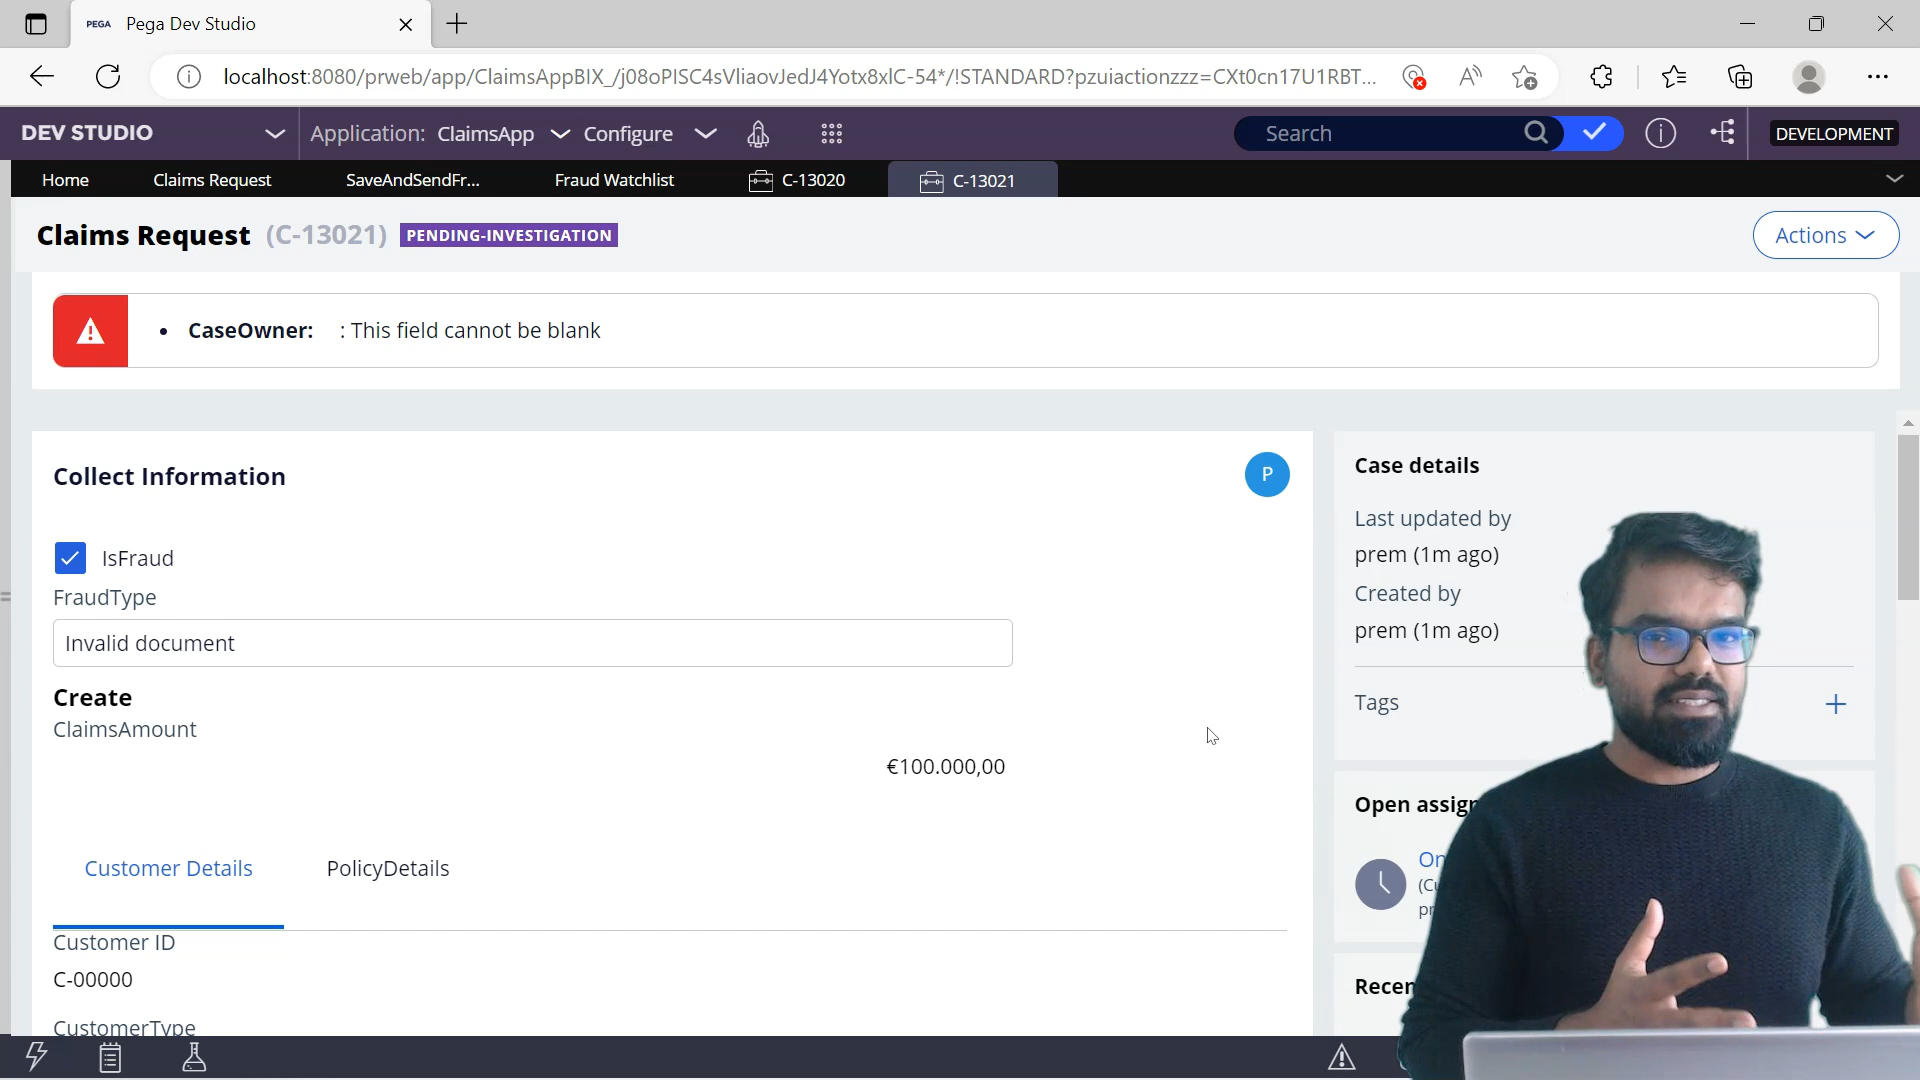 PEGA Pega Dev Studio
localhost:8080/prweb/app/ClaimsAppBIX_/j08oPISC4sVliaovJedJ4Yotx8xlC-54*/!STANDARD?pzuiactionzzz=CXt0cn17U1RBT...
DEV STUDIO Application: ClaimsApp Configure Search DEVELOPMENT
Home Claims Request SaveAndSendFr... Fraud Watchlist C-13020 C-13021
Claims Request (C-13021) PENDING-INVESTIGATION Actions
• CaseOwner: : This field cannot be blank
Collect Information P
IsFraud
FraudType
Invalid document
Create
ClaimsAmount
€100.000,00
Customer Details PolicyDetails
Customer ID
C-00000
CustomerType
Case details
Last updated by
prem (1m ago)
Created by
prem (1m ago)
Tags
Open